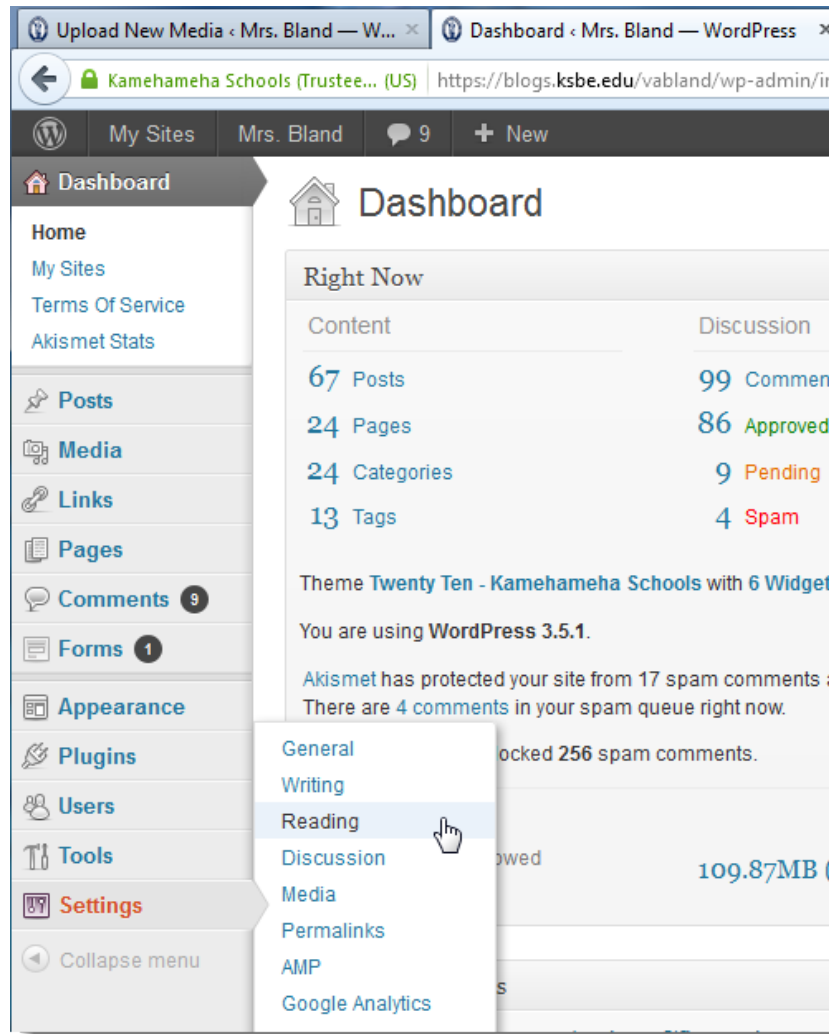 Upload New Media ‹ Mrs. Bland — W... ×
Dashboard ‹ Mrs. Bland — WordPress ×
Kamehameha Schools (Trustee... (US) https://blogs.ksbe.edu/vabland/wp-admin/
My Sites Mrs. Bland 9 + New
Dashboard
Home
My Sites
Terms Of Service
Akismet Stats
Posts
Media
Links
Pages
Comments 9
Forms 1
Appearance
Plugins
Users
Tools
Settings
Collapse menu
Dashboard
Right Now
Content
67 Posts
24 Pages
24 Categories
13 Tags
Discussion
99 Commen
86 Approved
9 Pending
4 Spam
Theme Twenty Ten - Kamehameha Schools with 6 Widget
You are using WordPress 3.5.1.
Akismet has protected your site from 17 spam comments
There are 4 comments in your spam queue right now.
ocked 256 spam comments.
owed
109.87MB (
s
General
Writing
Reading
Discussion
Media
Permalinks
AMP
Google Analytics